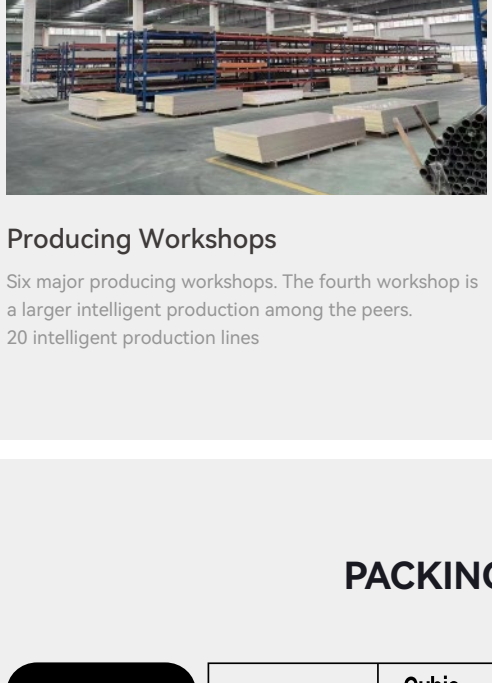 Producing Workshops
Six major producing workshops. The fourth workshop is
a larger intelligent production among the peers.
20 intelligent production lines
PACKING